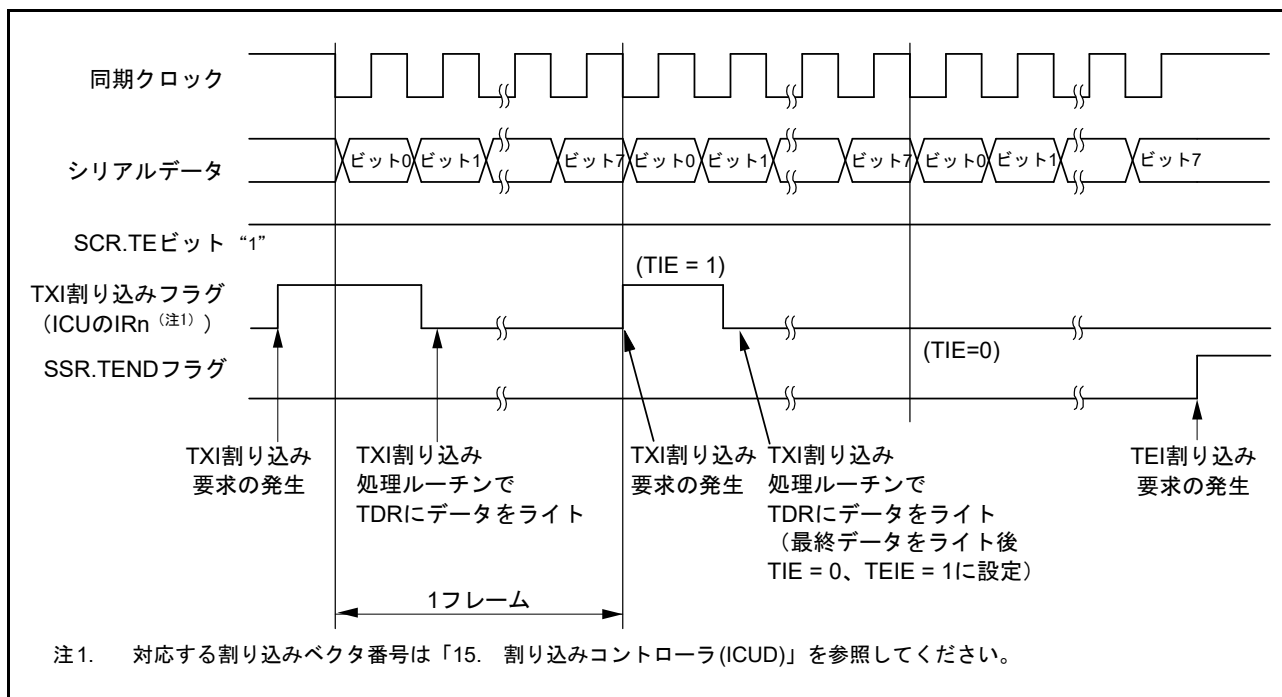 同期クロック
シリアルデータ
ビット0 ビット1 ビット7 ビット0 ビット1 ビット7 ビット0 ビット1 ビット7
SCR.TEビット “1”
(TIE = 1)
TXI割り込みフラグ
（ICUのIRn（注1））
(TIE=0)
SSR.TENDフラグ
TXI割り込み
要求の発生
TXI割り込み
処理ルーチンで
TDRにデータをライト
TXI割り込み
要求の発生
TXI割り込み
処理ルーチンで
TDRにデータをライト
（最終データをライト後
TIE = 0、TEIE = 1に設定）
TEI割り込み
要求の発生
1フレーム
注1. 対応する割り込みベクタ番号は「15. 割り込みコントローラ(ICUD)」を参照してください。